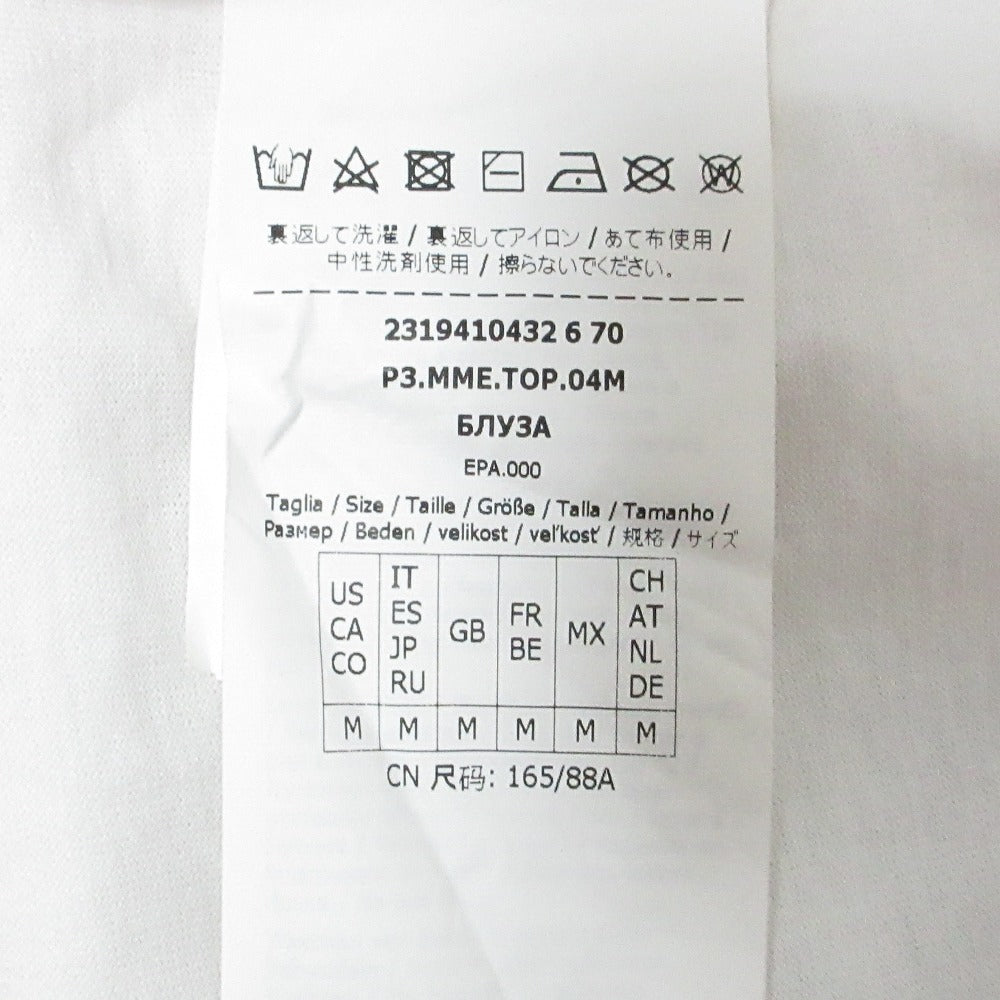 裏返して洗濯 / 裏返してアイロン / あて布使用 /
中性洗剤使用 / 擦らないでください。
2319410432 6 70
P3.MME.TOP.04M
БЛУЗА
EPA.000
Taglia / Size / Taille / Größe / Talla / Tamanho /
Размер / Beden / velikost / veľkosť / 规格 / サイズ
US CA CO
IT ES JP RU
GB
FR BE
MX
CH AT NL DE
M M M M M M
CN 尺码: 165/88A